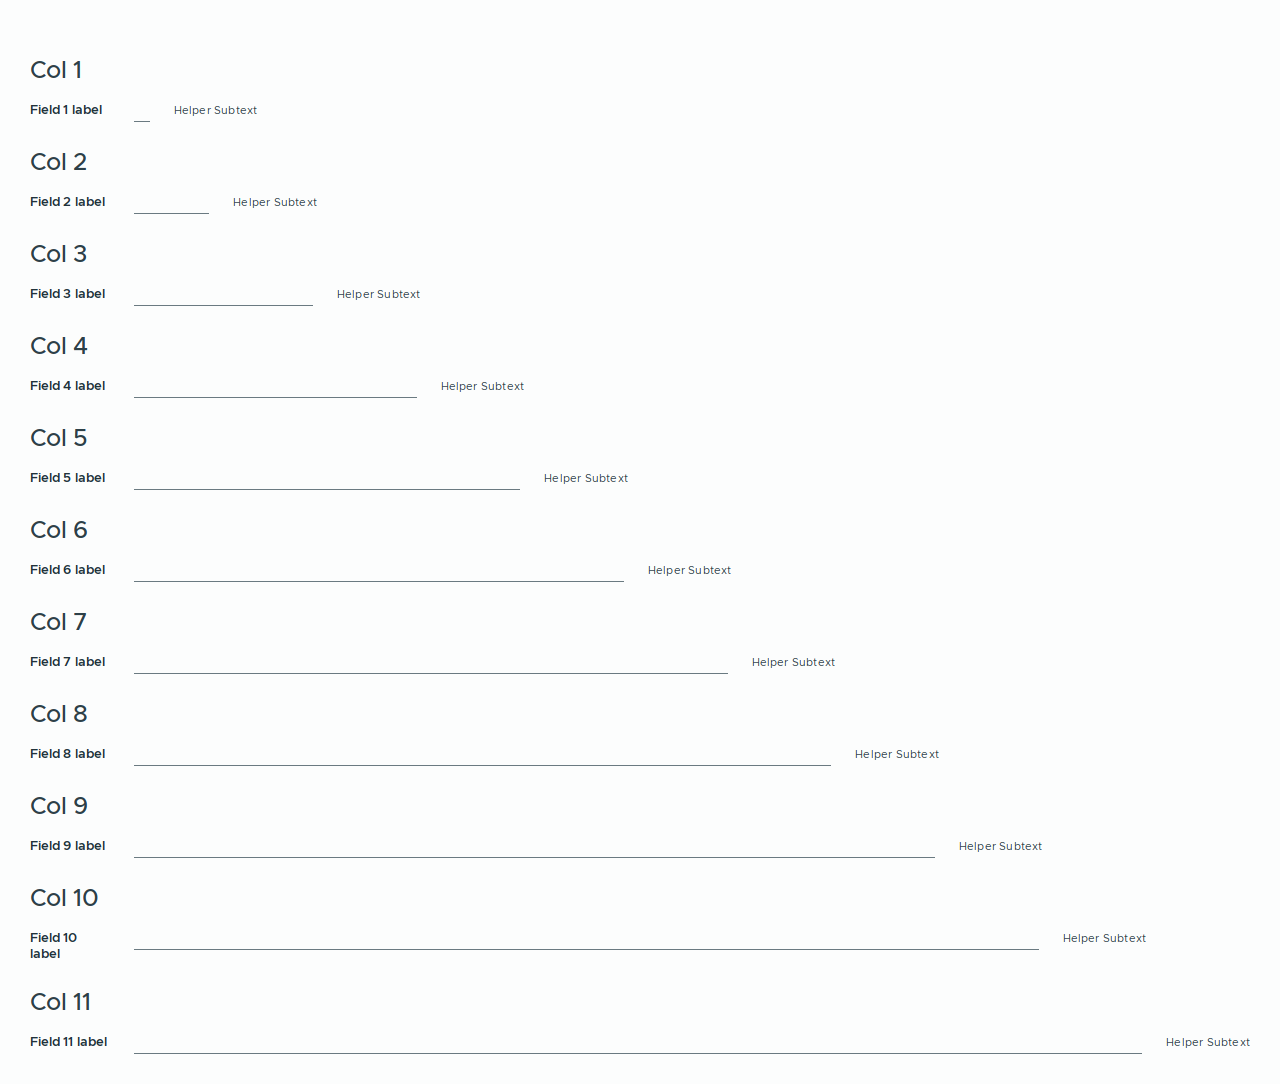 Col 1
Field 1 label Helper Subtext
Col 2
Field 2 label Helper Subtext
Col 3
Field 3 label Helper Subtext
Col 4
Field 4 label Helper Subtext
Col 5
Field 5 label Helper Subtext
Col 6
Field 6 label Helper Subtext
Col 7
Field 7 label Helper Subtext
Col 8
Field 8 label Helper Subtext
Col 9
Field 9 label Helper Subtext
Col 10
Field 10 Helper Subtext
label
Col 11
Field 11 label Helper Subtext